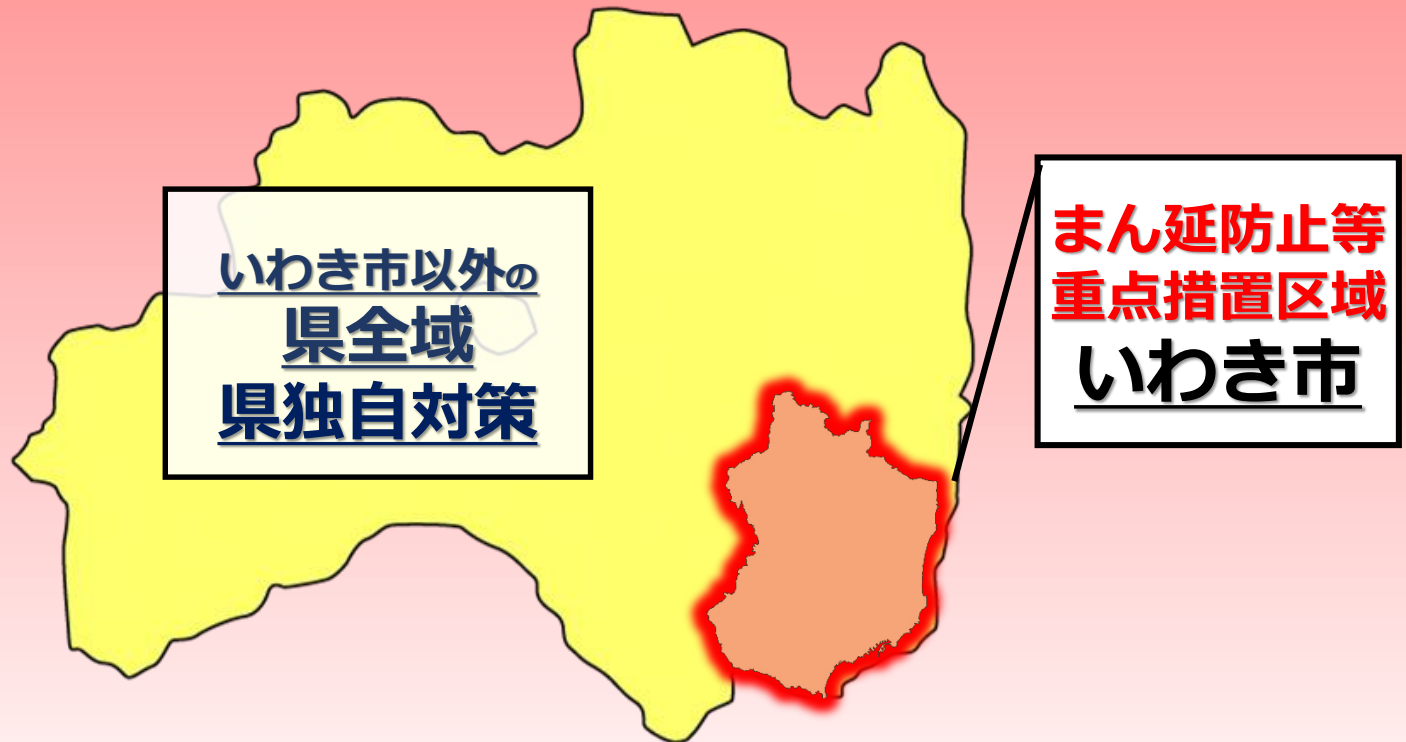 いわき市以外の
県全域
県独自対策
まん延防止等
重点措置区域
いわき市